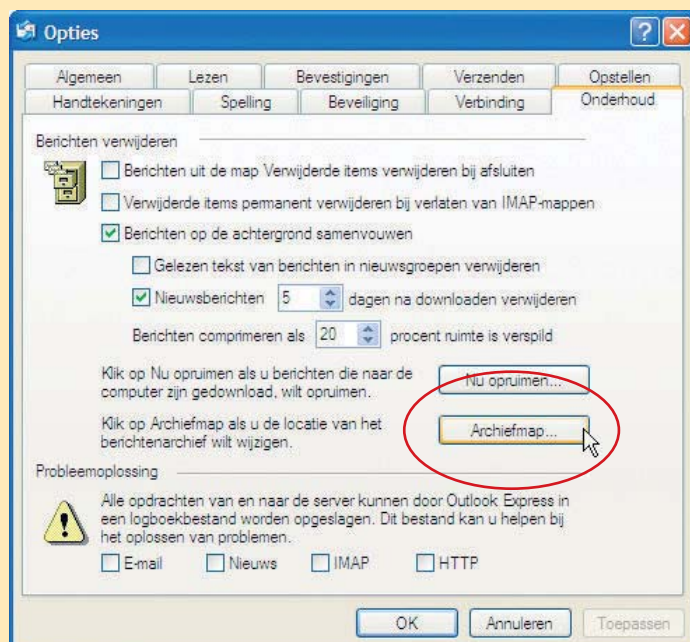 Opties
Algemeen Lezen Bevestigingen Verzenden Opstellen
Handtekeningen Spelling Beveiliging Verbinding Onderhoud
Berichten verwijderen
Berichten uit de map Verwijderde items verwijderen bij afsluiten
Verwijderde items permanent verwijderen bij verlaten van IMAP-mappen
Berichten op de achtergrond samenvouwen
Gelezen tekst van berichten in nieuwsgroepen verwijderen
Nieuwsberichten 5 dagen na downloaden verwijderen
Berichten comprimeren als 20 procent ruimte is verspild
Klik op Nu opruimen als u berichten die naar de
computer zijn gedownload, wilt opruimen.
Nu opruimen...
Klik op Archiefmap als u de locatie van het
berichtenarchief wilt wijzigen.
Archiefmap...
Probleemoplossing
Alle opdrachten van en naar de server kunnen door Outlook Express in
een logboekbestand worden opgeslagen. Dit bestand kan u helpen bij
het oplossen van problemen.
E-mail Nieuws IMAP HTTP
OK Annuleren Toepassen